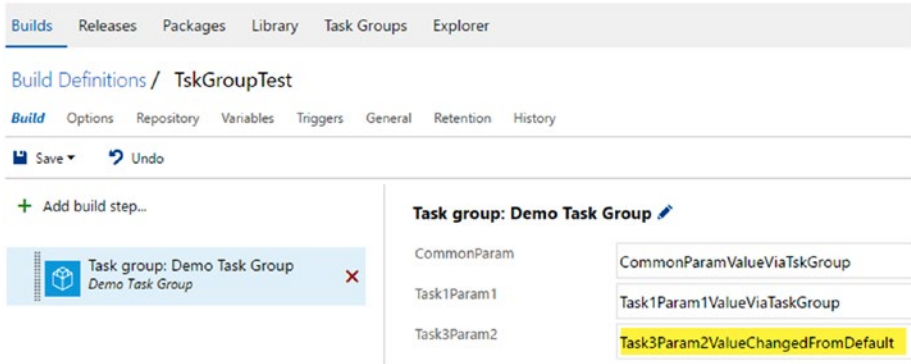 Builds Releases Packages Library Task Groups Explorer
Build Definitions / TskGroupTest
Build Options Repository Variables Triggers General Retention History
Save Undo
Add build step...
Task group: Demo Task Group
Demo Task Group
Task group: Demo Task Group
CommonParam CommonParamValueViaTskGroup
Task1Param1 Task1Param1ValueViaTaskGroup
Task3Param2 Task3Param2ValueChangedFromDefault